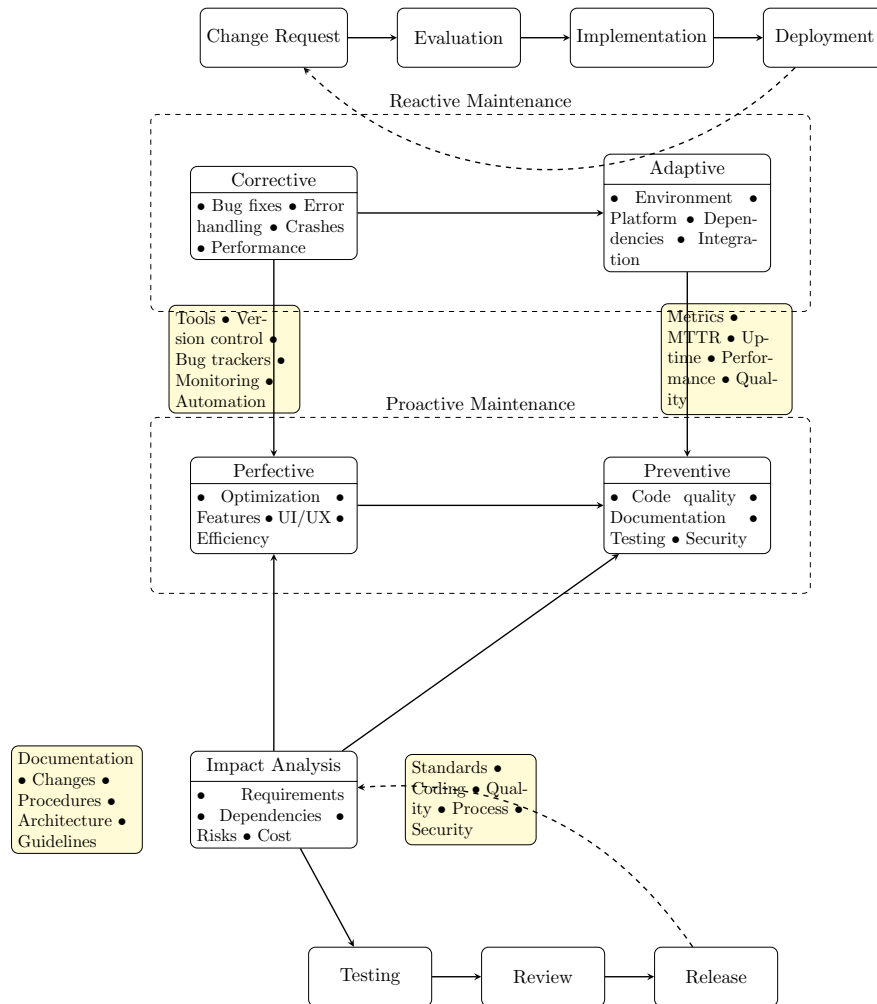 Change Request
Evaluation
Implementation
Deployment
Reactive Maintenance
Corrective
• Bug fixes • Error
handling • Crashes
• Performance
Adaptive
• Environment •
Platform • Depen-
dencies • Integra-
tion
Tools • Ver-
sion control •
Bug trackers •
Monitoring •
Automation
Metrics •
MTTR • Up-
time • Perfor-
mance • Qual-
ity
Proactive Maintenance
Perfective
• Optimization •
Features • UI/UX •
Efficiency
Preventive
• Code quality •
Documentation •
Testing • Security
Documentation
• Changes •
Procedures •
Architecture •
Guidelines
Impact Analysis
• Requirements
• Dependencies •
Risks • Cost
Standards •
Coding • Qual-
ity • Process •
Security
Testing
Review
Release